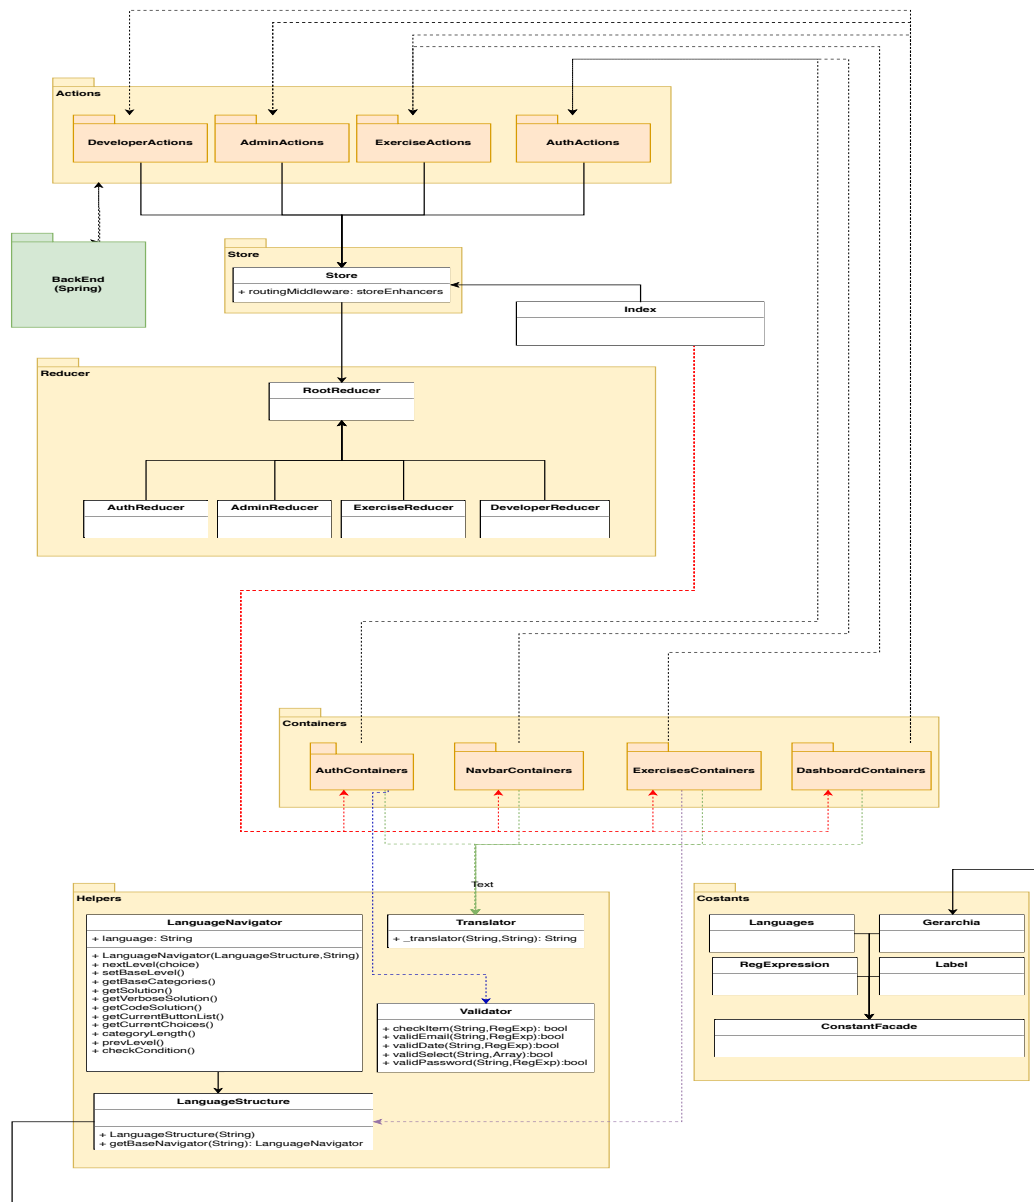 Actions
DeveloperActions
AdminActions
ExerciseActions
AuthActions
BackEnd
(Spring)
Store
Store
+ routingMiddleware: storeEnhancers
Index
Reducer
RootReducer
AuthReducer
AdminReducer
ExerciseReducer
DeveloperReducer
Containers
AuthContainers
NavbarContainers
ExercisesContainers
DashboardContainers
Text
Helpers
LanguageNavigator
+ language: String
+ LanguageNavigator(LanguageStructure,String)
+ nextLevel(choice)
+ setBaseLevel()
+ getBaseCategories()
+ getSolution()
+ getVerboseSolution()
+ getCodeSolution()
+ getCurrentButtonList()
+ getCurrentChoices()
+ categoryLength()
+ prevLevel()
+ checkCondition()
Translator
+ _translator(String,String): String
Validator
+ checkItem(String,RegExp): bool
+ validEmail(String,RegExp):bool
+ validDate(String,RegExp):bool
+ validSelect(String,Array):bool
+ validPassword(String,RegExp):bool
LanguageStructure
+ LanguageStructure(String)
+ getBaseNavigator(String): LanguageNavigator
Costants
Languages
Gerarchia
RegExpression
Label
ConstantFacade